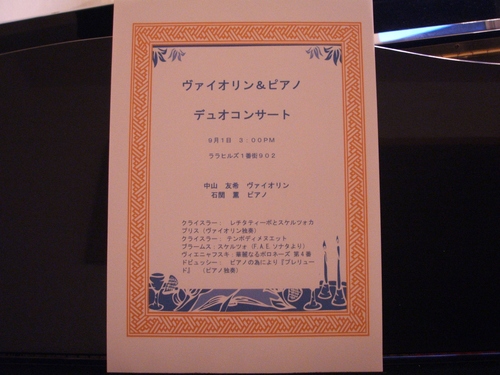 ヴァイオリン＆ピアノ
デュオコンサート
9月1日　3：00PM
ララヒルズ1番街902
中山　友希　ヴァイオリン
石間　薫　ピアノ
クライスラー：　レチタティーボとスケルツォカ
プリス（ヴァイオリン独奏）
クライスラー：　テンポディメヌエット
ブラームス：スケルツォ（F.A.E.ソナタより）
ヴィエニャフスキ：華麗なるポロネーズ 第4番
ドビュッシー：　ピアノの為により『プレリュー
ド』　（ピアノ独奏）